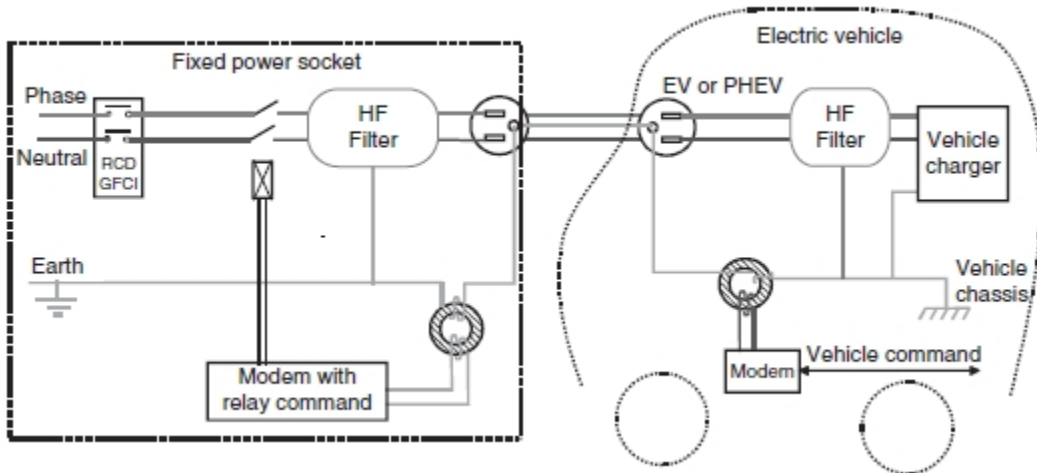 Fixed power socket
Electric vehicle
Phase
Neutral
RCD
GFCI
HF
Filter
EV or PHEV
HF
Filter
Vehicle
charger
Earth
Vehicle
chassis
Modem with
relay command
Modem
Vehicle command